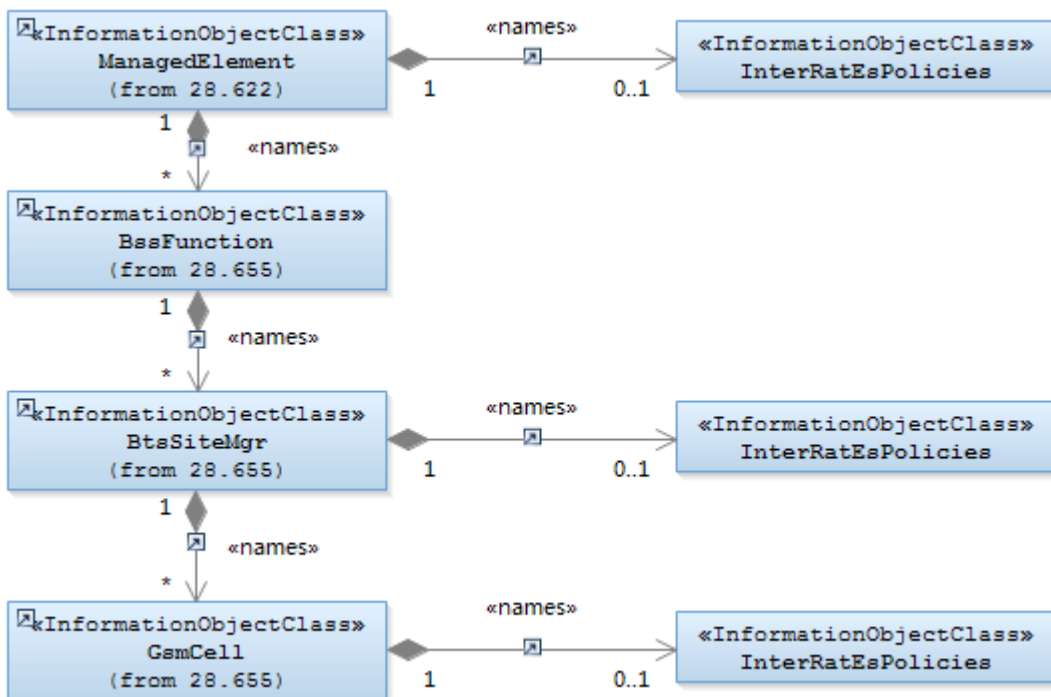 «InformationObjectClass»
ManagedElement
(from 28.622)
«names»
1
0..1
«InformationObjectClass»
InterRatEsPolicies
1
«names»
*
«InformationObjectClass»
BssFunction
(from 28.655)
1
«names»
*
«InformationObjectClass»
BtsSiteMgr
(from 28.655)
«names»
1
0..1
«InformationObjectClass»
InterRatEsPolicies
1
«names»
*
«InformationObjectClass»
GsmCell
(from 28.655)
«names»
1
0..1
«InformationObjectClass»
InterRatEsPolicies